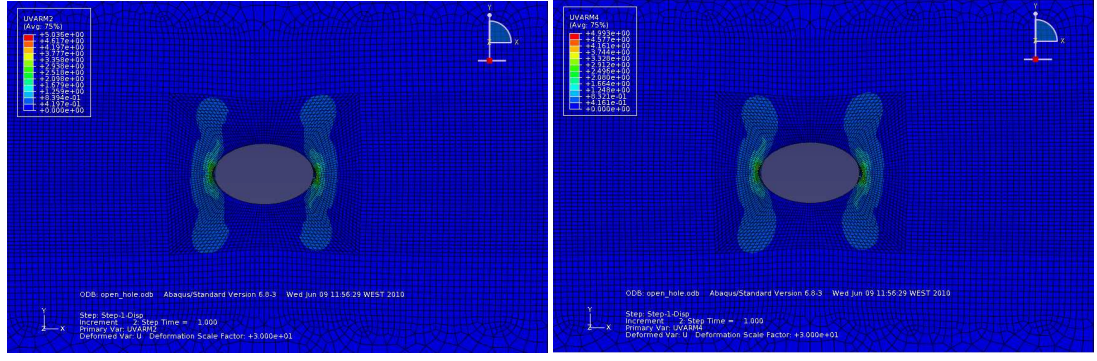 UVARM2
(Avg: 75%)
+5.036e+00
+4.617e+00
+4.197e+00
+3.777e+00
+3.358e+00
+2.938e+00
+2.518e+00
+2.098e+00
+1.679e+00
+1.259e+00
+8.394e-01
+4.197e-01
+0.000e+00
Y
X
ODB: open_hole.odb Abaqus/Standard Version 6.8-3 Wed Jun 09 11:56:29 WEST 2010
Y
Z X
Step: Step-1-Disp
Increment 2: Step Time = 1.000
Primary Var: UVARM2
Deformed Var: U Deformation Scale Factor: +3.000e+01
UVARM4
(Avg: 75%)
+4.993e+00
+4.577e+00
+4.161e+00
+3.744e+00
+3.328e+00
+2.912e+00
+2.496e+00
+2.080e+00
+1.664e+00
+1.248e+00
+8.321e-01
+4.161e-01
+0.000e+00
Y
X
ODB: open_hole.odb Abaqus/Standard Version 6.8-3 Wed Jun 09 11:56:29 WEST 2010
Y
Z X
Step: Step-1-Disp
Increment 2: Step Time = 1.000
Primary Var: UVARM4
Deformed Var: U Deformation Scale Factor: +3.000e+01